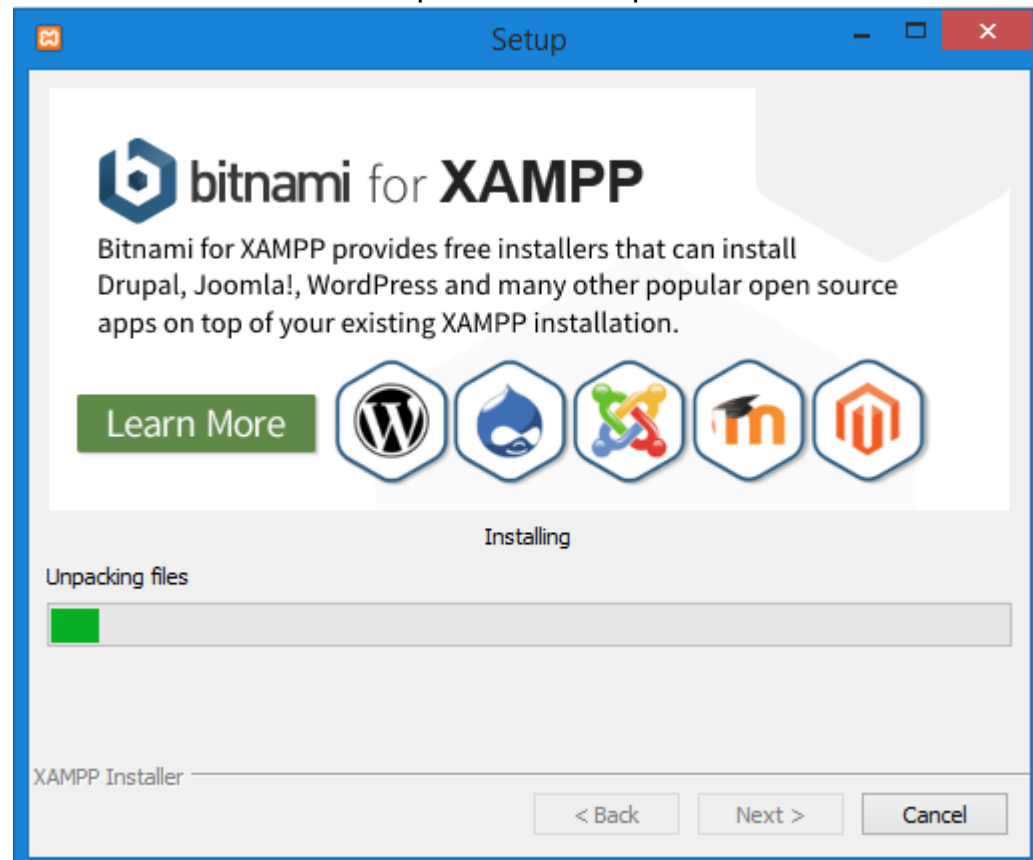 Setup
bitnami for XAMPP
Bitnami for XAMPP provides free installers that can install
Drupal, Joomla!, WordPress and many other popular open source
apps on top of your existing XAMPP installation.
Learn More
Installing
Unpacking files
XAMPP Installer
< Back Next > Cancel